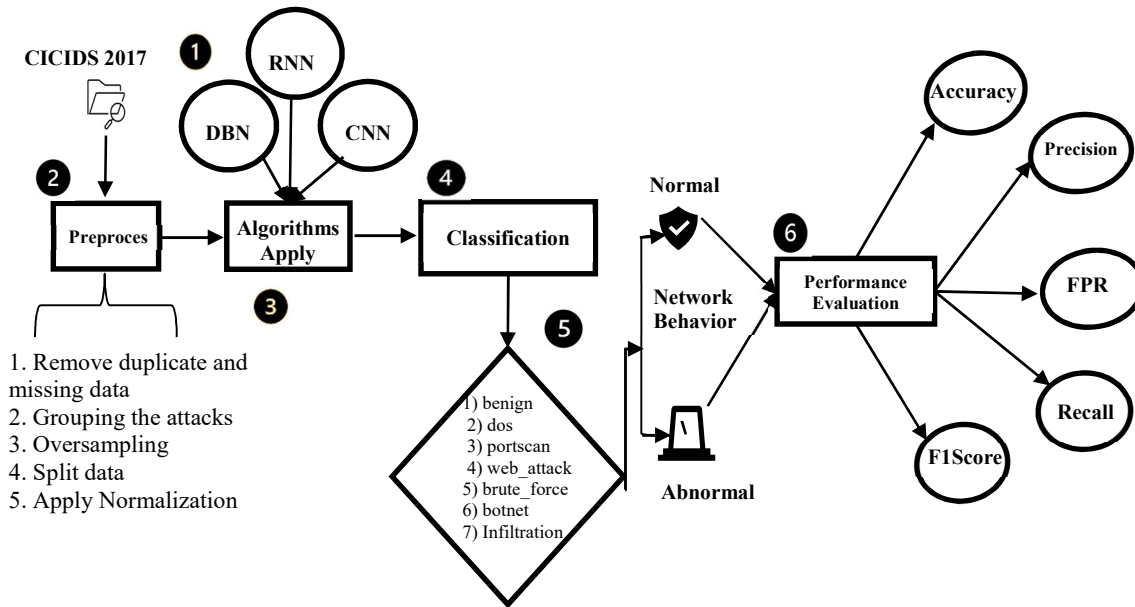 CICIDS 2017
1
RNN
DBN
CNN
2
Preproces
Algorithms
Apply
3
4
Classification
1. Remove duplicate and
missing data
2. Grouping the attacks
3. Oversampling
4. Split data
5. Apply Normalization
5
1) benign
2) dos
3) portscan
4) web_attack
5) brute_force
6) botnet
7) Infiltration
Normal
Network
Behavior
Abnormal
6
Performance
Evaluation
Accuracy
Precision
FPR
Recall
F1Score